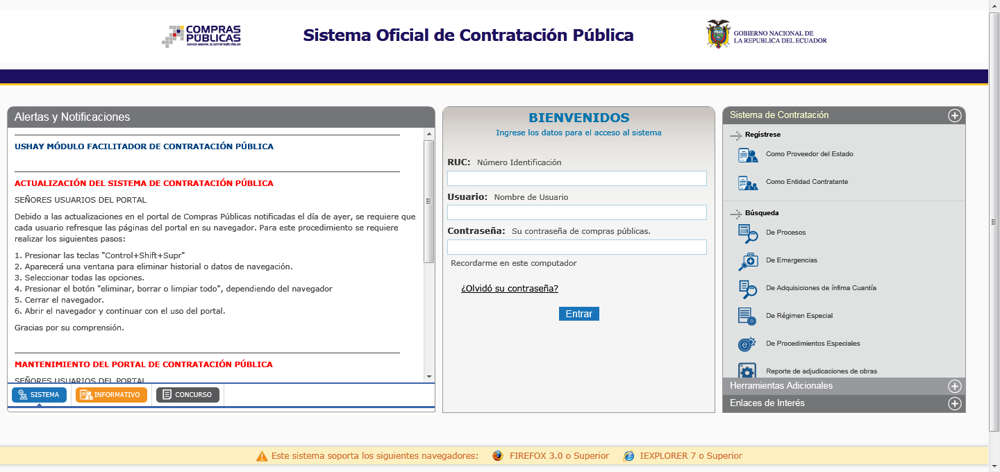 COMPRAS
PÚBLICAS
SERVICIO NACIONAL DE CONTRATACIÓN PÚBLICA
Sistema Oficial de Contratación Pública
GOBIERNO NACIONAL DE
LA REPUBLICA DEL ECUADOR
Alertas y Notificaciones
USHAY MÓDULO FACILITADOR DE CONTRATACIÓN PÚBLICA
ACTUALIZACIÓN DEL SISTEMA DE CONTRATACIÓN PÚBLICA
SEÑORES USUARIOS DEL PORTAL
Debido a las actualizaciones en el portal de Compras Públicas notificadas el día de ayer, se requiere que
cada usuario refresque las páginas del portal en su navegador. Para este procedimiento se requiere
realizar los siguientes pasos:
1. Presionar las teclas "Control+Shift+Supr"
2. Aparecerá una ventana para eliminar historial o datos de navegación.
3. Seleccionar todas las opciones.
4. Presionar el botón "eliminar, borrar o limpiar todo", dependiendo del navegador
5. Cerrar el navegador.
6. Abrir el navegador y continuar con el uso del portal.
Gracias por su comprensión.
MANTENIMIENTO DEL PORTAL DE CONTRATACIÓN PÚBLICA
SEÑORES USUARIOS DEL PORTAL
SISTEMA
INFORMATIVO
CONCURSO
BIENVENIDOS
Ingrese los datos para el acceso al sistema
RUC: Número Identificación
Usuario: Nombre de Usuario
Contraseña: Su contraseña de compras públicas.
Recordarme en este computador
¿Olvidó su contraseña?
Entrar
Sistema de Contratación
Regístrese
Como Proveedor del Estado
Como Entidad Contratante
Búsqueda
De Procesos
De Emergencias
De Adquisiciones de ínfima Cuantía
De Régimen Especial
De Procedimientos Especiales
Reporte de adjudicaciones de obras
Herramientas Adicionales
Enlaces de Interés
Este sistema soporta los siguientes navegadores: FIREFOX 3.0 o Superior IEXPLORER 7 o Superior